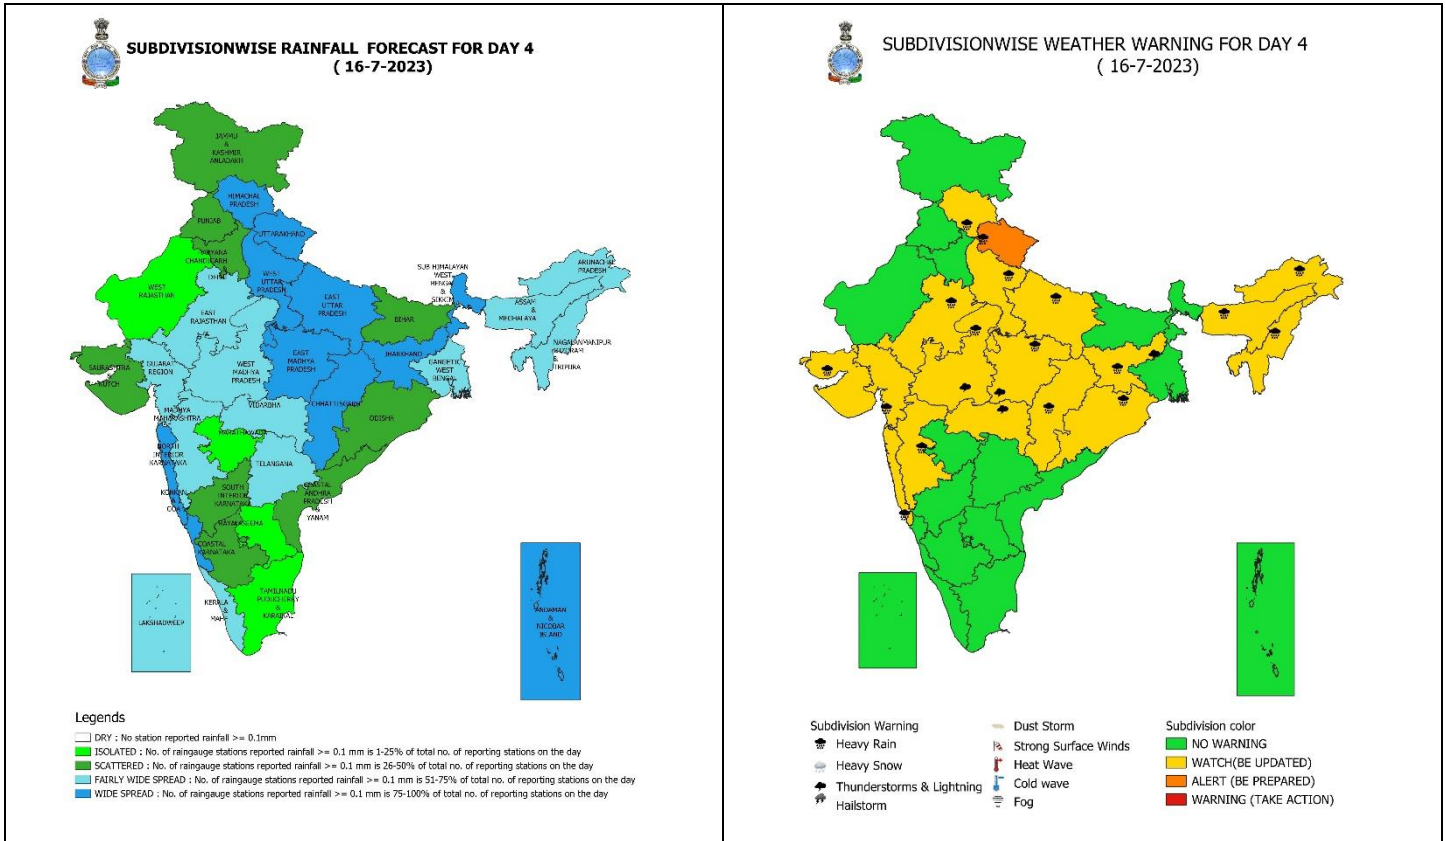 SUBDIVISIONWISE RAINFALL FORECAST FOR DAY 4
( 16-7-2023)
JAMMU
&
KASHMIR
ANLADAKH
HIMACHAL
PRADESH
PUNJAB
UTTARAKHAND
CHANDIGARH
DELHI
WEST
RAJASTHAN
WEST
UTTAR
PRADESH
EAST
UTTAR
PRADESH
SUB HIMALAYAN
WEST
BENGAL
&
SIKKIM
ARUNACHAL
PRADESH
ASSAM
&
MEGHALAYA
EAST
RAJASTHAN
BIHAR
NAGALANMANIPUR
MIZORAM
&
TRIPURA
SAURASHTRA
KUTCH
GUJARAT
REGION
WEST
MADHYA
PRADESH
EAST
MADHYA
PRADESH
JHARKHAND
GANGETIC
WEST
BENGAL
VIDARBHA
CHHATTISGARH
ODISHA
MADHYA
MAHARASHTRA
MARATHAWADA
NORTH
INTERIOR
KARNATAKA
TELANGANA
KONKAN
&
GOA
SOUTH
INTERIOR
KARNATAKA
COASTAL
ANDHRA
PRADESH
&
YANAM
RAYALASEEMA
COASTAL
KARNATAKA
KERALA
&
MAHE
TAMILNADU
PUDUCHERRY
&
KARAIKAL
LAKSHADWEEP
ANDAMAN
&
NICOBAR
ISLAND
Legends
DRY : No station reported rainfall >= 0.1mm
ISOLATED : No. of raingauge stations reported rainfall >= 0.1 mm is 1-25% of total no. of reporting stations on the day
SCATTERED : No. of raingauge stations reported rainfall >= 0.1 mm is 26-50% of total no. of reporting stations on the day
FAIRLY WIDE SPREAD : No. of raingauge stations reported rainfall >= 0.1 mm is 51-75% of total no. of reporting stations on the day
WIDE SPREAD : No. of raingauge stations reported rainfall >= 0.1 mm is 75-100% of total no. of reporting stations on the day
SUBDIVISIONWISE WEATHER WARNING FOR DAY 4
( 16-7-2023)
Subdivision Warning
Heavy Rain
Heavy Snow
Thunderstorms & Lightning
Hailstorm
Dust Storm
Strong Surface Winds
Heat Wave
Cold wave
Fog
Subdivision color
NO WARNING
WATCH(BE UPDATED)
ALERT (BE PREPARED)
WARNING (TAKE ACTION)